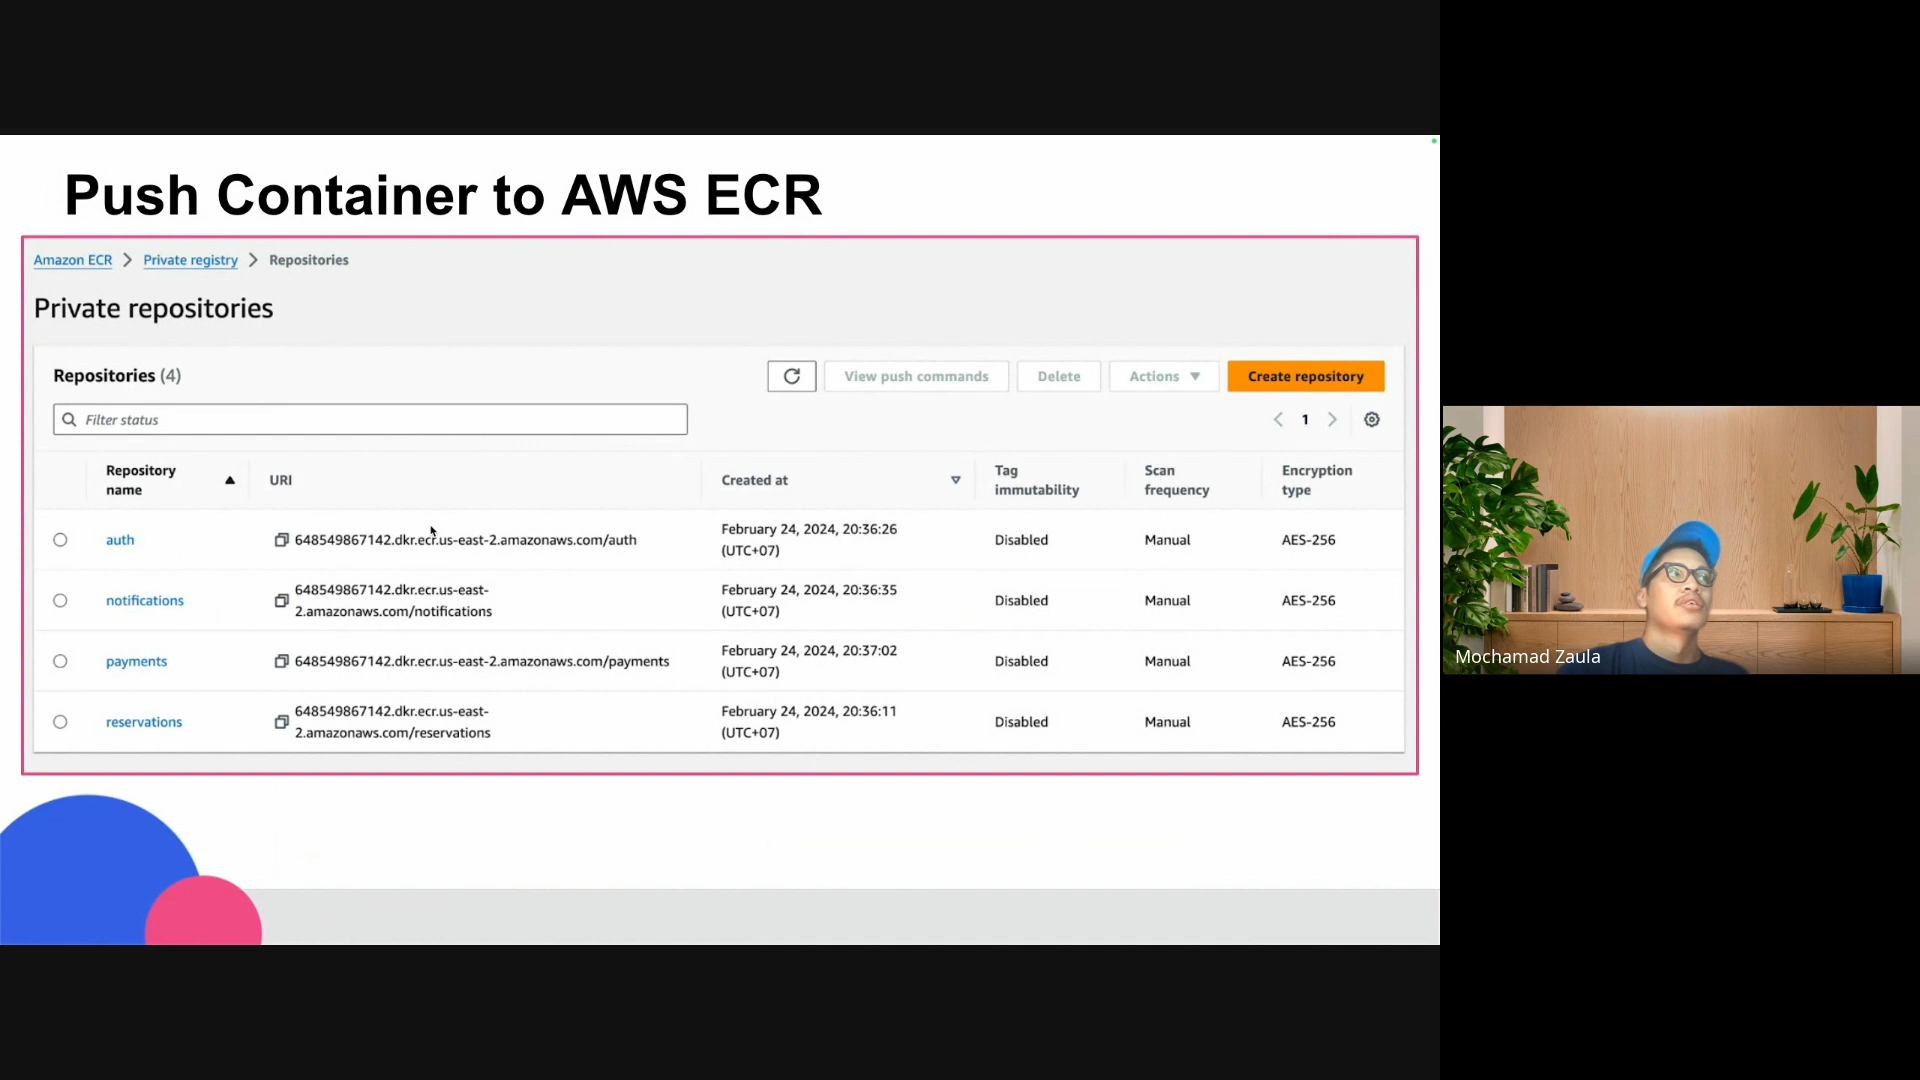 Push Container to AWS ECR
Amazon ECR > Private registry > Repositories
Private repositories
Repositories (4)
View push commands
Delete
Actions
Create repository
Filter status
1
Repository name
URI
Created at
Tag immutability
Scan frequency
Encryption type
auth
648549867142.dkr.ecr.us-east-2.amazonaws.com/auth
February 24, 2024, 20:36:26
(UTC+07)
Disabled
Manual
AES-256
notifications
648549867142.dkr.ecr.us-east-
2.amazonaws.com/notifications
February 24, 2024, 20:36:35
(UTC+07)
Disabled
Manual
AES-256
payments
648549867142.dkr.ecr.us-east-2.amazonaws.com/payments
February 24, 2024, 20:37:02
(UTC+07)
Disabled
Manual
AES-256
reservations
648549867142.dkr.ecr.us-east-
2.amazonaws.com/reservations
February 24, 2024, 20:36:11
(UTC+07)
Disabled
Manual
AES-256
Mochamad Zaula